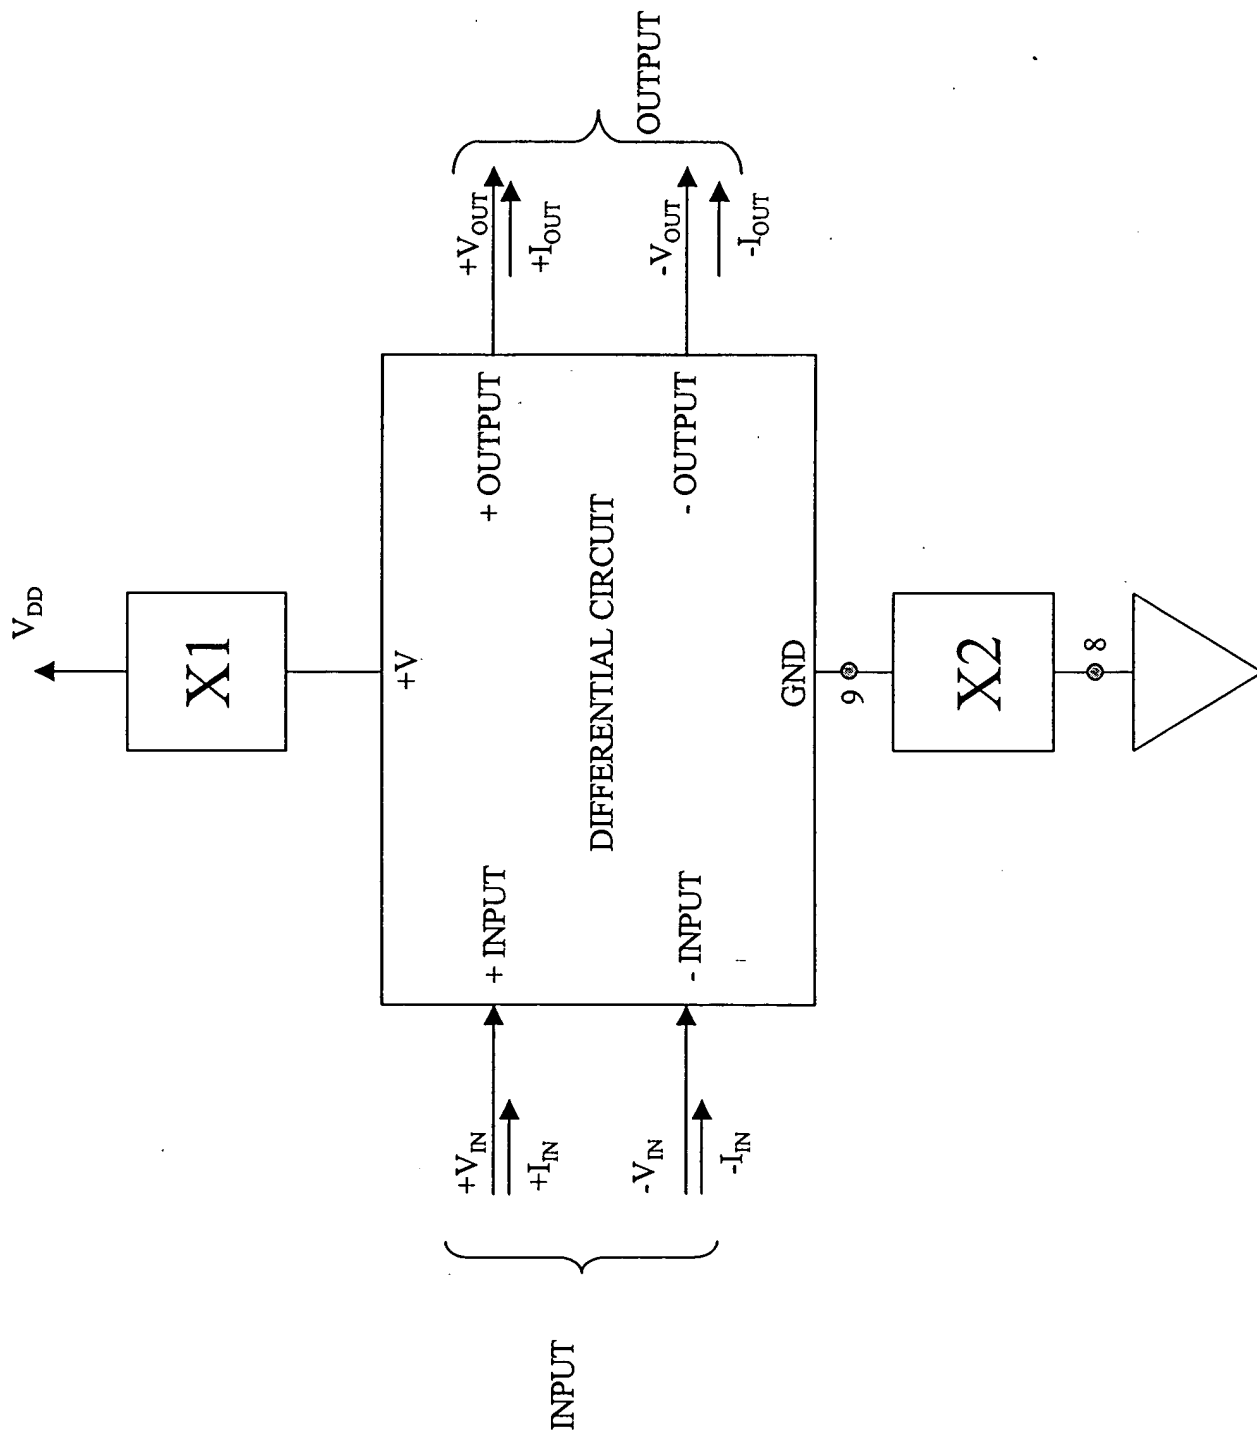 INPUT
+V_IN
+I_IN
-V_IN
-I_IN
+ INPUT
- INPUT
DIFFERENTIAL CIRCUIT
V_DD
X1
+V
GND
9
X2
8
+ OUTPUT
- OUTPUT
+V_OUT
+I_OUT
-V_OUT
-I_OUT
OUTPUT